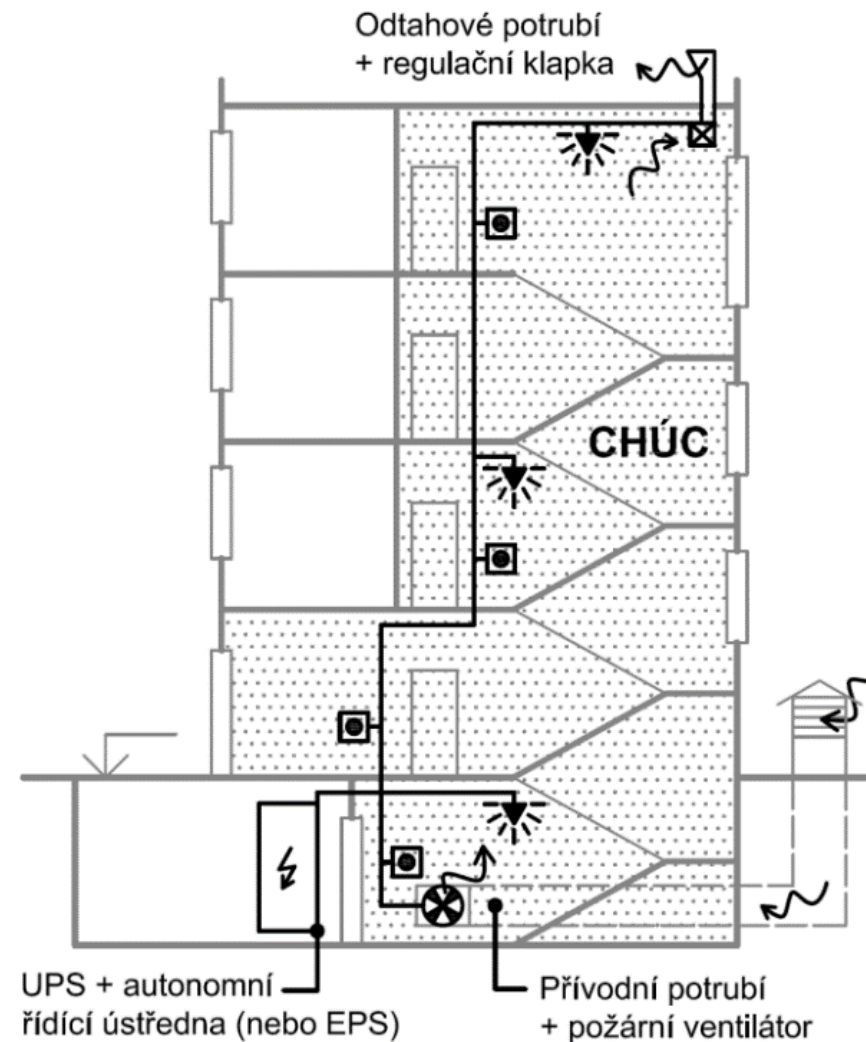 Odtahové potrubí
+ regulační klapka
CHÚC
UPS + autonomní
řídící ústředna (nebo EPS)
Přívodní potrubí
+ požární ventilátor